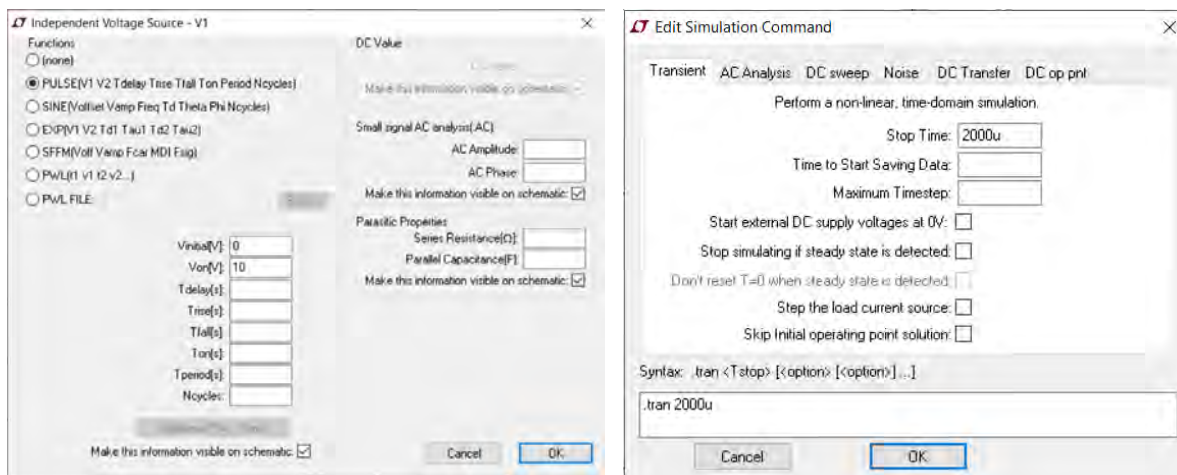 Independent Voltage Source - V1
Functions
(none)
PULSE(V1 V2 Tdelay Trise Tfall Ton Period Ncycles)
SINE(Voffset Vamp Freq Td Theta Phi Ncycles)
EXP(V1 V2 Td1 Tau1 Td2 Tau2)
SFFM(Voff Vamp Fcar MDI Fsig)
PWL(t1 v1 t2 v2...)
PWL FILE:
Vinitial[V]: 0
Von[V]: 10
Tdelay[s]:
Trise[s]:
Tfall[s]:
Ton[s]:
Tperiod[s]:
Ncycles:
Make this information visible on schematic:
DC Value
Make this information visible on schematic:
Small signal AC analysis(.AC)
AC Amplitude:
AC Phase:
Make this information visible on schematic:
Parasitic Properties
Series Resistance[Ω]:
Parallel Capacitance[F]:
Make this information visible on schematic:
Cancel
OK
Edit Simulation Command
Transient AC Analysis DC sweep Noise DC Transfer DC op pnt
Perform a non-linear, time-domain simulation.
Stop Time: 2000u
Time to Start Saving Data:
Maximum Timestep:
Start external DC supply voltages at 0V:
Stop simulating if steady state is detected:
Don't reset T=0 when steady state is detected:
Step the load current source:
Skip Initial operating point solution:
Syntax: .tran <Tstop> [<option> [<option>] ...]
.tran 2000u
Cancel
OK